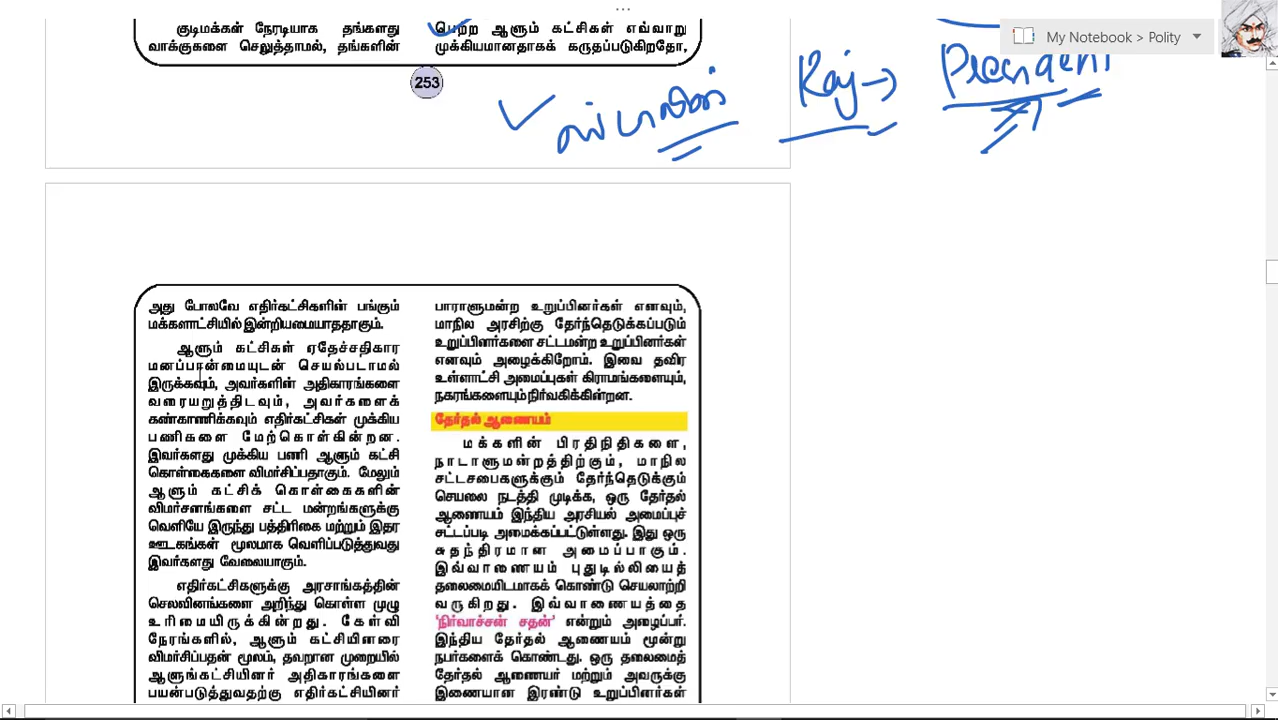 குடிமக்கள் நேரடியாக தங்களது
வாக்குகளை செலுத்தாமல், தங்களின்
பெற்ற ஆளும் கட்சிகள் எவ்வாறு
முக்கியமானதாகக் கருதப்படுகிறதோ,
253
My Notebook > Polity
Raj → President
அது போலவே எதிர்கட்சிகளின் பங்கும்
மக்களாட்சியில் இன்றியமையாததாகும்.
ஆளும் கட்சிகள் ஏதேச்சதிகார
மனப்பான்மையுடன் செயல்படாமல்
இருக்கவும், அவர்களின் அதிகாரங்களை
வரையறுத்திடவும், அவர்களைக்
கண்காணிக்கவும் எதிர்கட்சிகள் முக்கிய
பணிகளை மேற்கொள்கின்றன.
இவர்களது முக்கிய பணி ஆளும் கட்சி
கொள்கைகளை விமர்சிப்பதாகும். மேலும்
ஆளும் கட்சிக் கொள்கைகளின்
விமர்சனங்களை சட்ட மன்றங்களுக்கு
வெளியே இருந்து பத்திரிகை மற்றும் இதர
ஊடகங்கள் மூலமாக வெளிப்படுத்துவது
இவர்களது வேலையாகும்.
எதிர்கட்சிகளுக்கு அரசாங்கத்தின்
செலவினங்களை அறிந்து கொள்ள முழு
உரிமையிருக்கின்றது. கேள்வி
நேரங்களில், ஆளும் கட்சியினரை
விமர்சிப்பதன் மூலம், தவறான முறையில்
ஆளுங்கட்சியினர் அதிகாரங்களை
பயன்படுத்துவதற்கு எதிர்கட்சியினர்
பாராளுமன்ற உறுப்பினர்கள் எனவும்,
மாநில அரசிற்கு தேர்ந்தெடுக்கப்படும்
உறுப்பினர்களை சட்டமன்ற உறுப்பினர்கள்
எனவும் அழைக்கிறோம். இவை தவிர
உள்ளாட்சி அமைப்புகள் கிராமங்களையும்,
நகரங்களையும் நிர்வகிக்கின்றன.
தேர்தல் ஆணையம்
மக்களின் பிரதிநிதிகளை,
நாடாளுமன்றத்திற்கும், மாநில
சட்டசபைகளுக்கும் தேர்ந்தெடுக்கும்
செயலை நடத்தி முடிக்க, ஒரு தேர்தல்
ஆணையம் இந்திய அரசியல் அமைப்புச்
சட்டப்படி அமைக்கப்பட்டுள்ளது. இது ஒரு
சுதந்திரமான அமைப்பாகும்.
இவ்வாணையம் புதுடில்லியைத்
தலைமையிடமாகக் கொண்டு செயலாற்றி
வருகிறது. இவ்வாணையத்தை
'நிர்வாச்சன் சதன்' என்றும் அழைப்பர்.
இந்திய தேர்தல் ஆணையம் மூன்று
நபர்களைக் கொண்டது. ஒரு தலைமைத்
தேர்தல் ஆணையர் மற்றும் அவருக்கு
இணையான இரண்டு உறுப்பினர்கள்